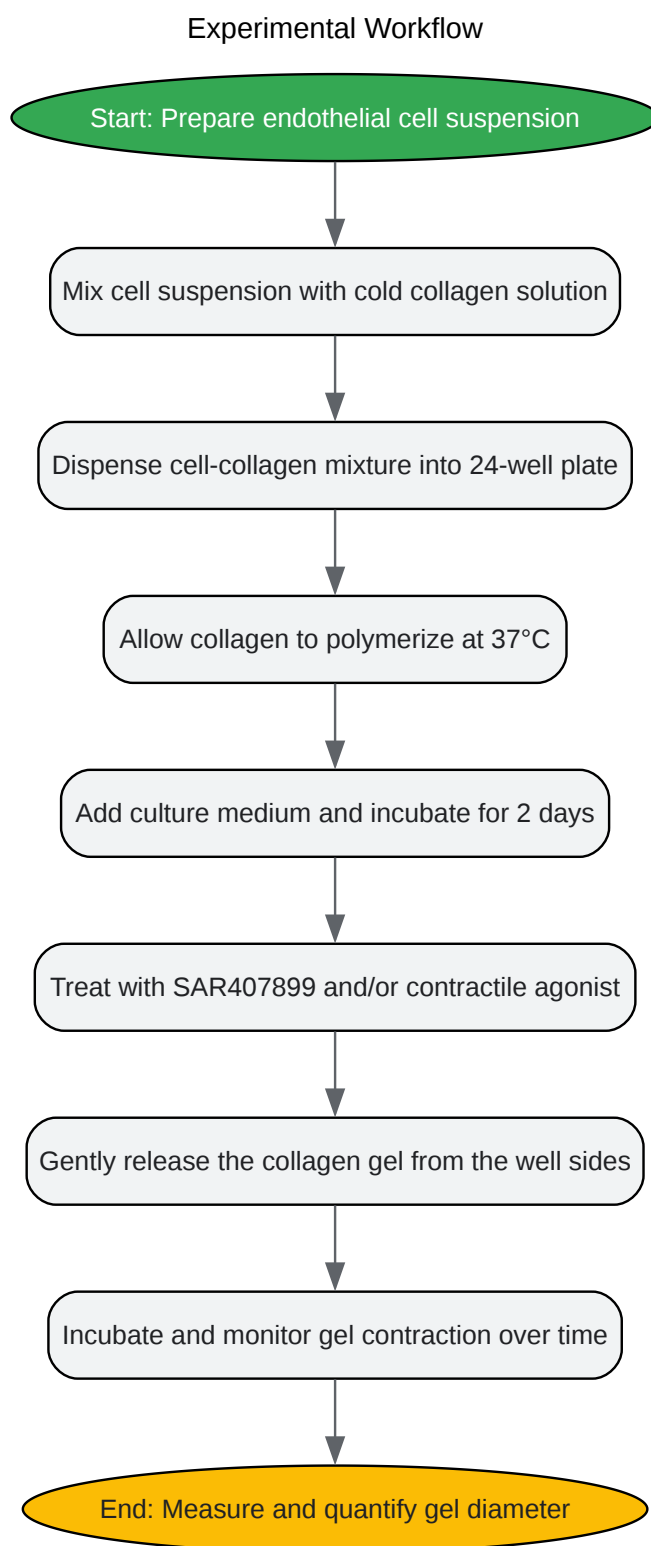 Experimental Workflow
Start: Prepare endothelial cell suspension
Mix cell suspension with cold collagen solution
Dispense cell-collagen mixture into 24-well plate
Allow collagen to polymerize at 37°C
Add culture medium and incubate for 2 days
Treat with SAR407899 and/or contractile agonist
Gently release the collagen gel from the well sides
Incubate and monitor gel contraction over time
End: Measure and quantify gel diameter